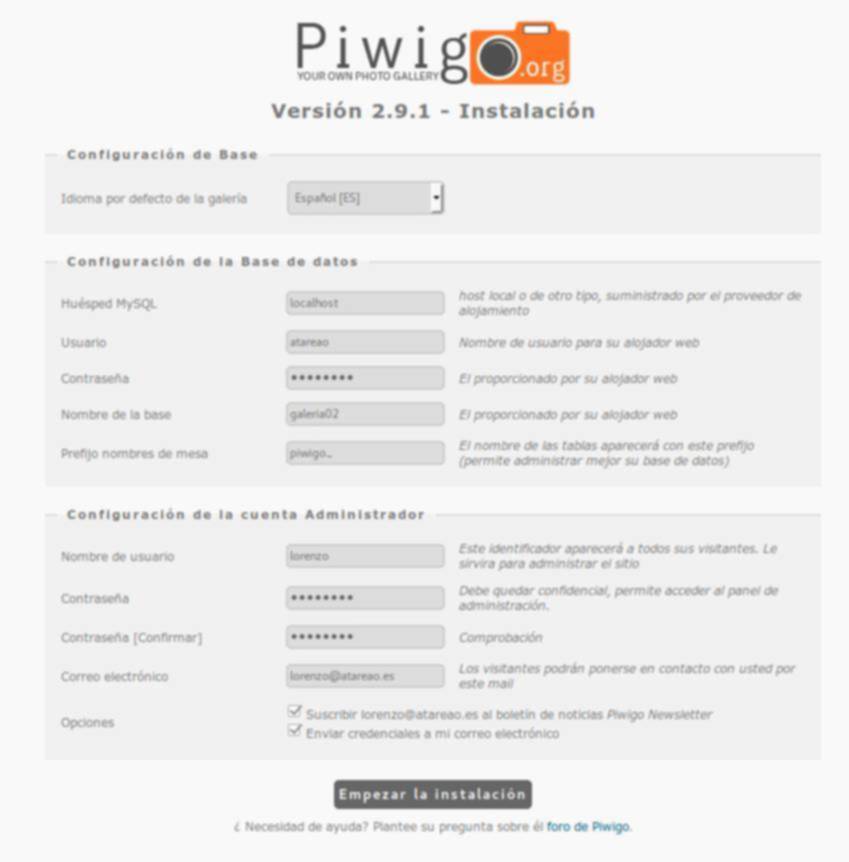 Piwigo.org
YOUR OWN PHOTO GALLERY
Versión 2.9.1 - Instalación
Configuración de Base
Idioma por defecto de la galería
Español [ES]
Configuración de la Base de datos
Huésped MySQL
localhost
host local o de otro tipo, suministrado por el proveedor de
alojamiento
Usuario
atareao
Nombre de usuario para su alojador web
Contraseña
••••••••
El proporcionado por su alojador web
Nombre de la base
galeria02
El proporcionado por su alojador web
Prefijo nombres de mesa
piwigo_
El nombre de las tablas aparecerá con este prefijo
(permite administrar mejor su base de datos)
Configuración de la cuenta Administrador
Nombre de usuario
lorenzo
Este identificador aparecerá a todos sus visitantes. Le
sirvira para administrar el sitio
Contraseña
••••••••
Debe quedar confidencial, permite acceder al panel de
administración.
Contraseña [Confirmar]
••••••••
Comprobación
Correo electrónico
lorenzo@atareao.es
Los visitantes podrán ponerse en contacto con usted por
este mail
Opciones
Suscribir lorenzo@atareao.es al boletín de noticias Piwigo Newsletter
Enviar credenciales a mi correo electrónico
Empezar la instalación
¿ Necesidad de ayuda? Plantee su pregunta sobre él foro de Piwigo.